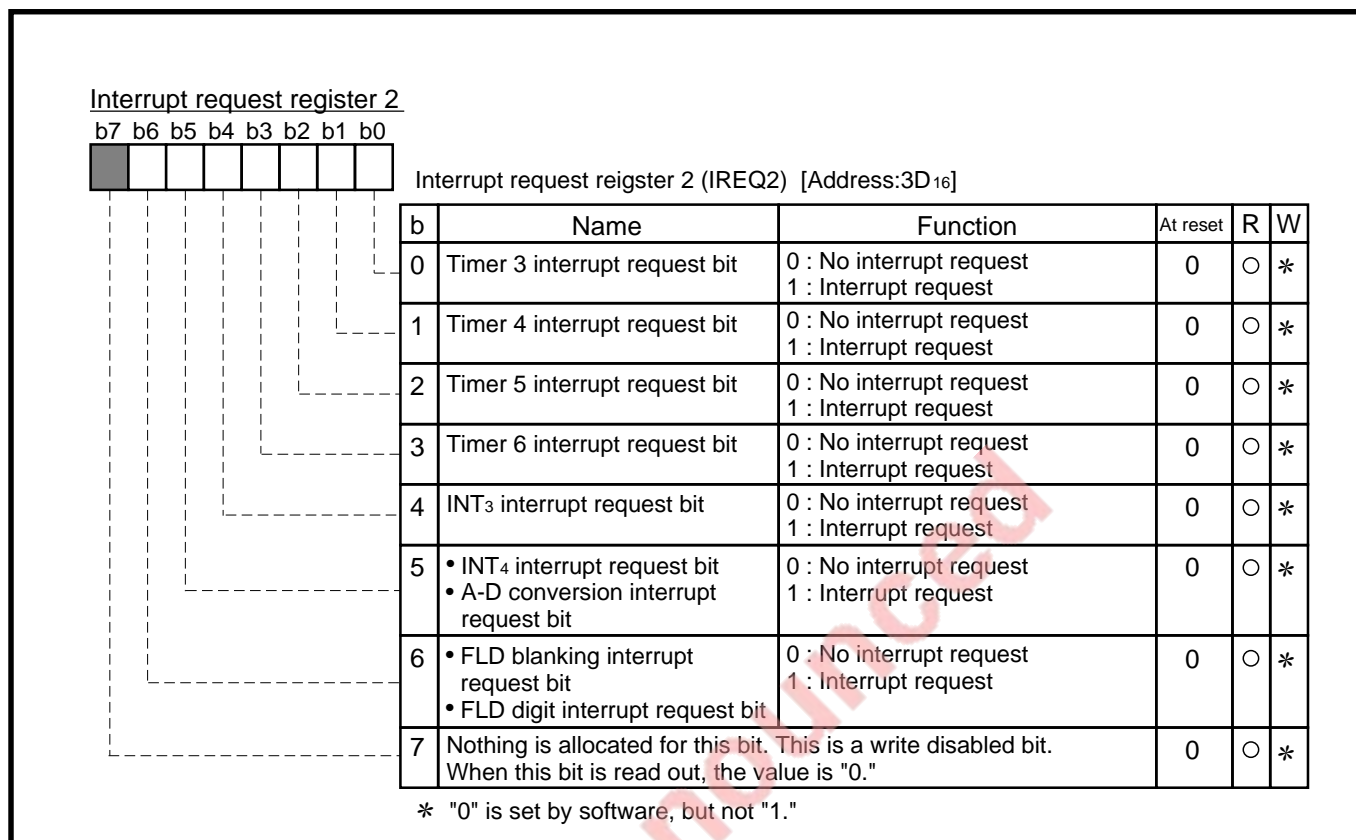 Interrupt request register 2
b7 b6 b5 b4 b3 b2 b1 b0
Interrupt request reigster 2 (IREQ2) [Address:3D16]
b Name Function At reset R W
0 Timer 3 interrupt request bit 0 : No interrupt request 0 ○ *
1 : Interrupt request
1 Timer 4 interrupt request bit 0 : No interrupt request 0 ○ *
1 : Interrupt request
2 Timer 5 interrupt request bit 0 : No interrupt request 0 ○ *
1 : Interrupt request
3 Timer 6 interrupt request bit 0 : No interrupt request 0 ○ *
1 : Interrupt request
4 INT3 interrupt request bit 0 : No interrupt request 0 ○ *
1 : Interrupt request
5 • INT4 interrupt request bit 0 : No interrupt request 0 ○ *
• A-D conversion interrupt 1 : Interrupt request
request bit
6 • FLD blanking interrupt 0 : No interrupt request 0 ○ *
request bit 1 : Interrupt request
• FLD digit interrupt request bit
7 Nothing is allocated for this bit. This is a write disabled bit. 0 ○ *
When this bit is read out, the value is "0."
* "0" is set by software, but not "1."